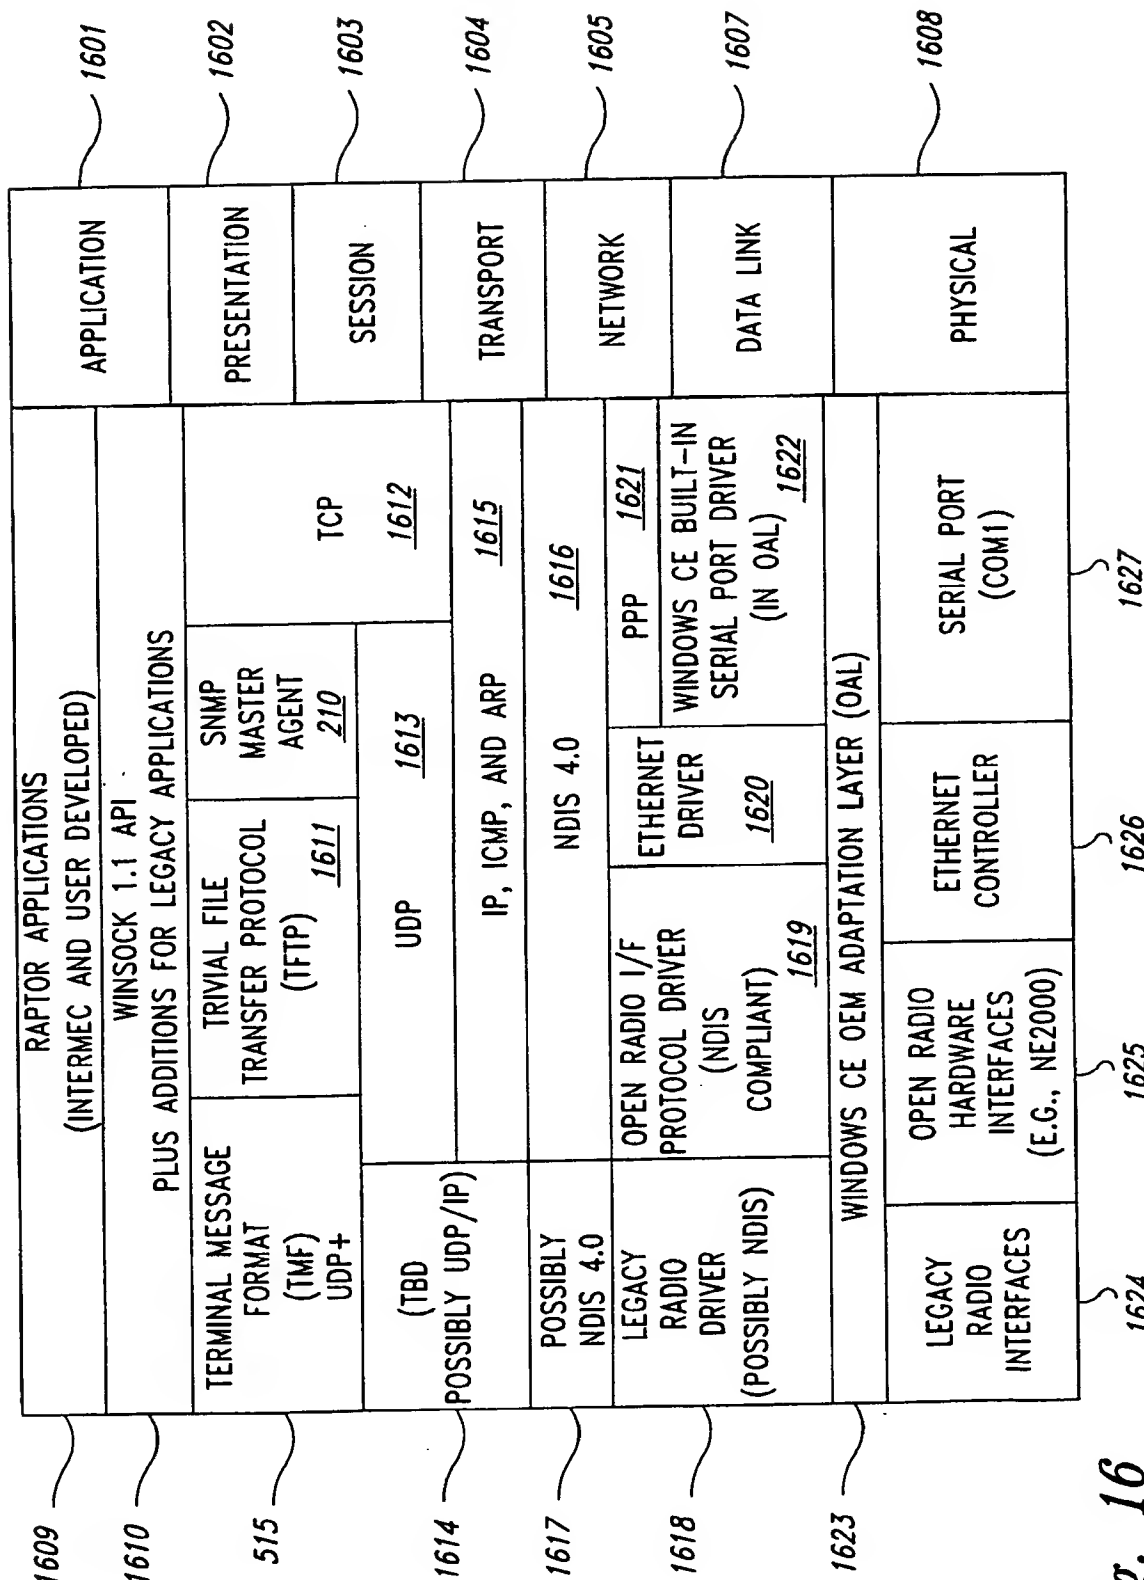 1609
RAPTOR APPLICATIONS
(INTERMEC AND USER DEVELOPED)
APPLICATION
1601
1610
WINSOCK 1.1 API
PLUS ADDITIONS FOR LEGACY APPLICATIONS
515
TERMINAL MESSAGE
FORMAT
(TMF)
UDP+
TRIVIAL FILE
TRANSFER PROTOCOL
(TFTP)
1611
SNMP
MASTER
AGENT
210
TCP
1612
PRESENTATION
1602
SESSION
1603
UDP
1613
1614
(TBD
POSSIBLY UDP/IP)
IP, ICMP, AND ARP
1615
TRANSPORT
1604
1617
POSSIBLY
NDIS 4.0
NDIS 4.0
1616
NETWORK
1605
1618
LEGACY
RADIO
DRIVER
(POSSIBLY NDIS)
OPEN RADIO I/F
PROTOCOL DRIVER
(NDIS
COMPLIANT)
1619
ETHERNET
DRIVER
1620
PPP
1621
WINDOWS CE BUILT-IN
SERIAL PORT DRIVER
(IN OAL)
1622
DATA LINK
1607
1623
WINDOWS CE OEM ADAPTATION LAYER (OAL)
LEGACY
RADIO
INTERFACES
OPEN RADIO
HARDWARE
INTERFACES
(E.G., NE2000)
ETHERNET
CONTROLLER
SERIAL PORT
(COM1)
PHYSICAL
1608
1624
1625
1626
1627
16